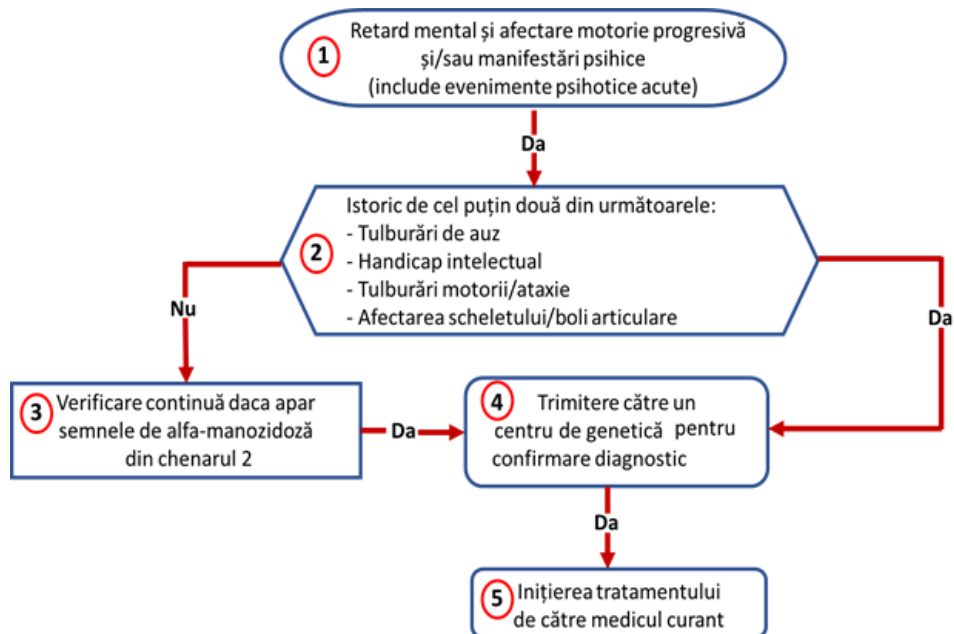 1
Retard mental și afectare motorie progresivă
și/sau manifestări psihice
(include evenimente psihotice acute)
Da
2
Istoric de cel puțin două din următoarele:
- Tulburări de auz
- Handicap intelectual
- Tulburări motorii/ataxie
- Afectarea scheletului/boli articulare
Nu
Da
3
Verificare continuă daca apar
semnele de alfa-manozidoză
din chenarul 2
Da
4
Trimitere către un
centru de genetică pentru
confirmare diagnostic
Da
5
Inițierea tratamentului
de către medicul curant